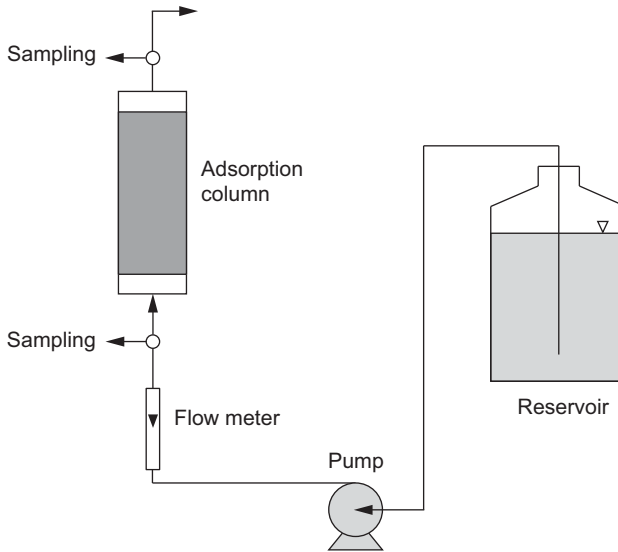 Sampling
Adsorption
column
Sampling
Flow meter
Pump
Reservoir